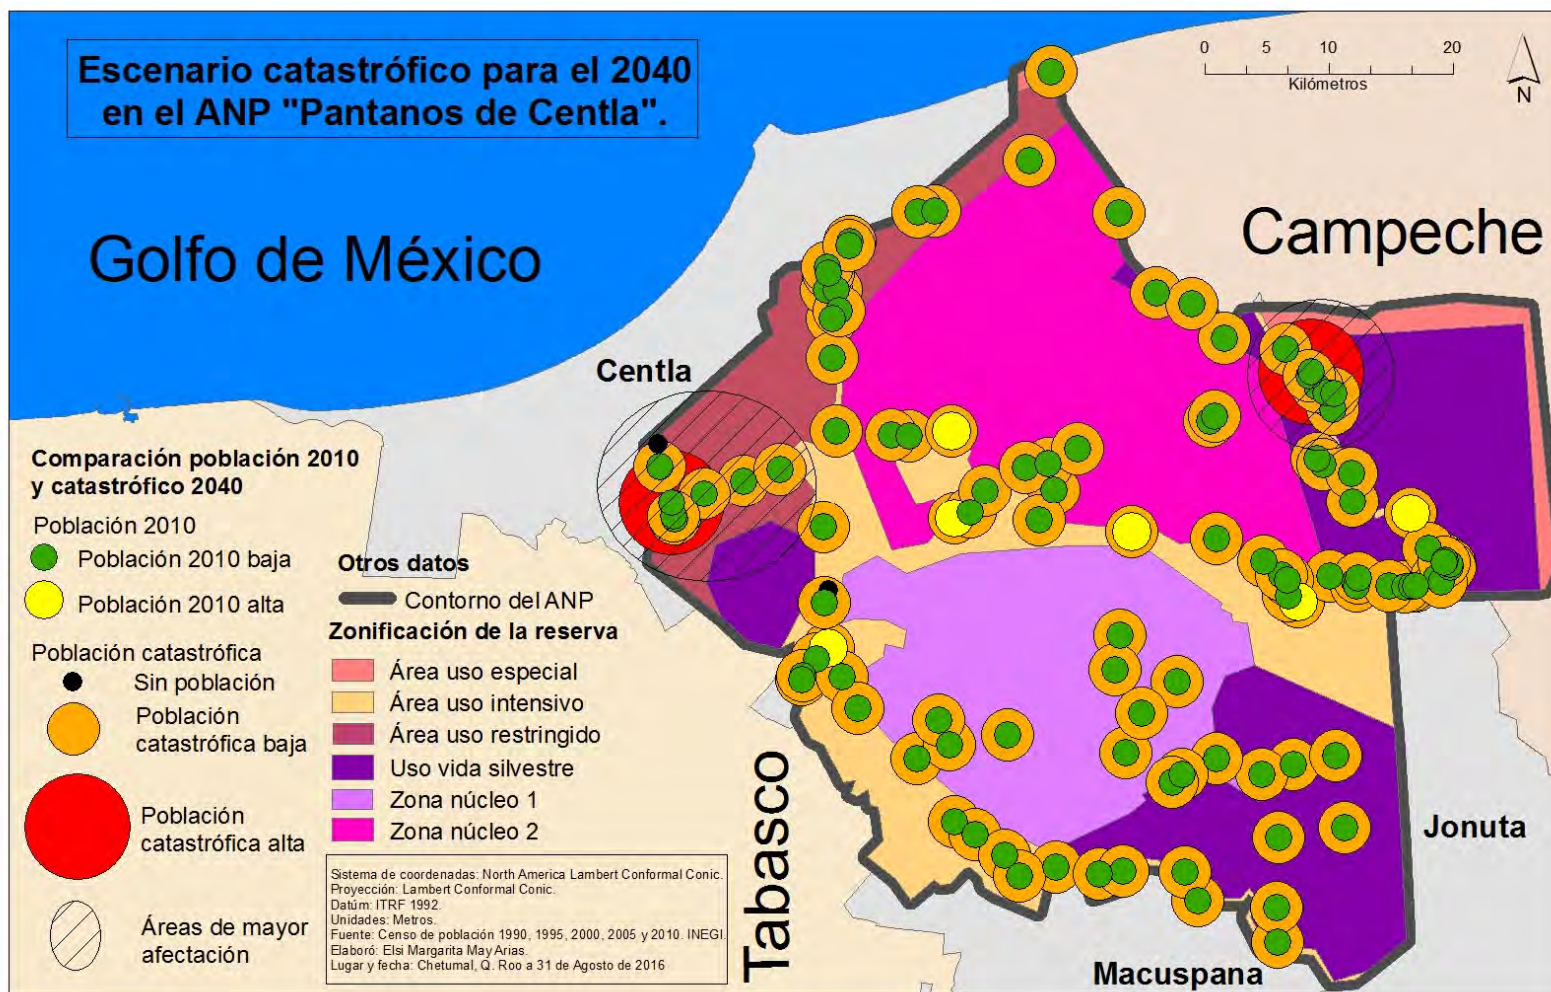 Escenario catastrófico para el 2040
en el ANP "Pantanos de Centla".
0 5 10 20
Kilómetros
N
Golfo de México
Campeche
Centla
Comparación población 2010
y catastrófico 2040
Población 2010
Población 2010 baja
Población 2010 alta
Población catastrófica
Sin población
Población
catastrófica baja
Población
catastrófica alta
Áreas de mayor
afectación
Otros datos
Contorno del ANP
Zonificación de la reserva
Área uso especial
Área uso intensivo
Área uso restringido
Uso vida silvestre
Zona núcleo 1
Zona núcleo 2
Sistema de coordenadas: North America Lambert Conformal Conic.
Proyección: Lambert Conformal Conic.
Datúm: ITRF 1992.
Unidades: Metros.
Fuente: Censo de población 1990, 1995, 2000, 2005 y 2010. INEGI.
Elaboró: Elsi Margarita May Arias.
Lugar y fecha: Chetumal, Q. Roo a 31 de Agosto de 2016
Tabasco
Jonuta
Macuspana